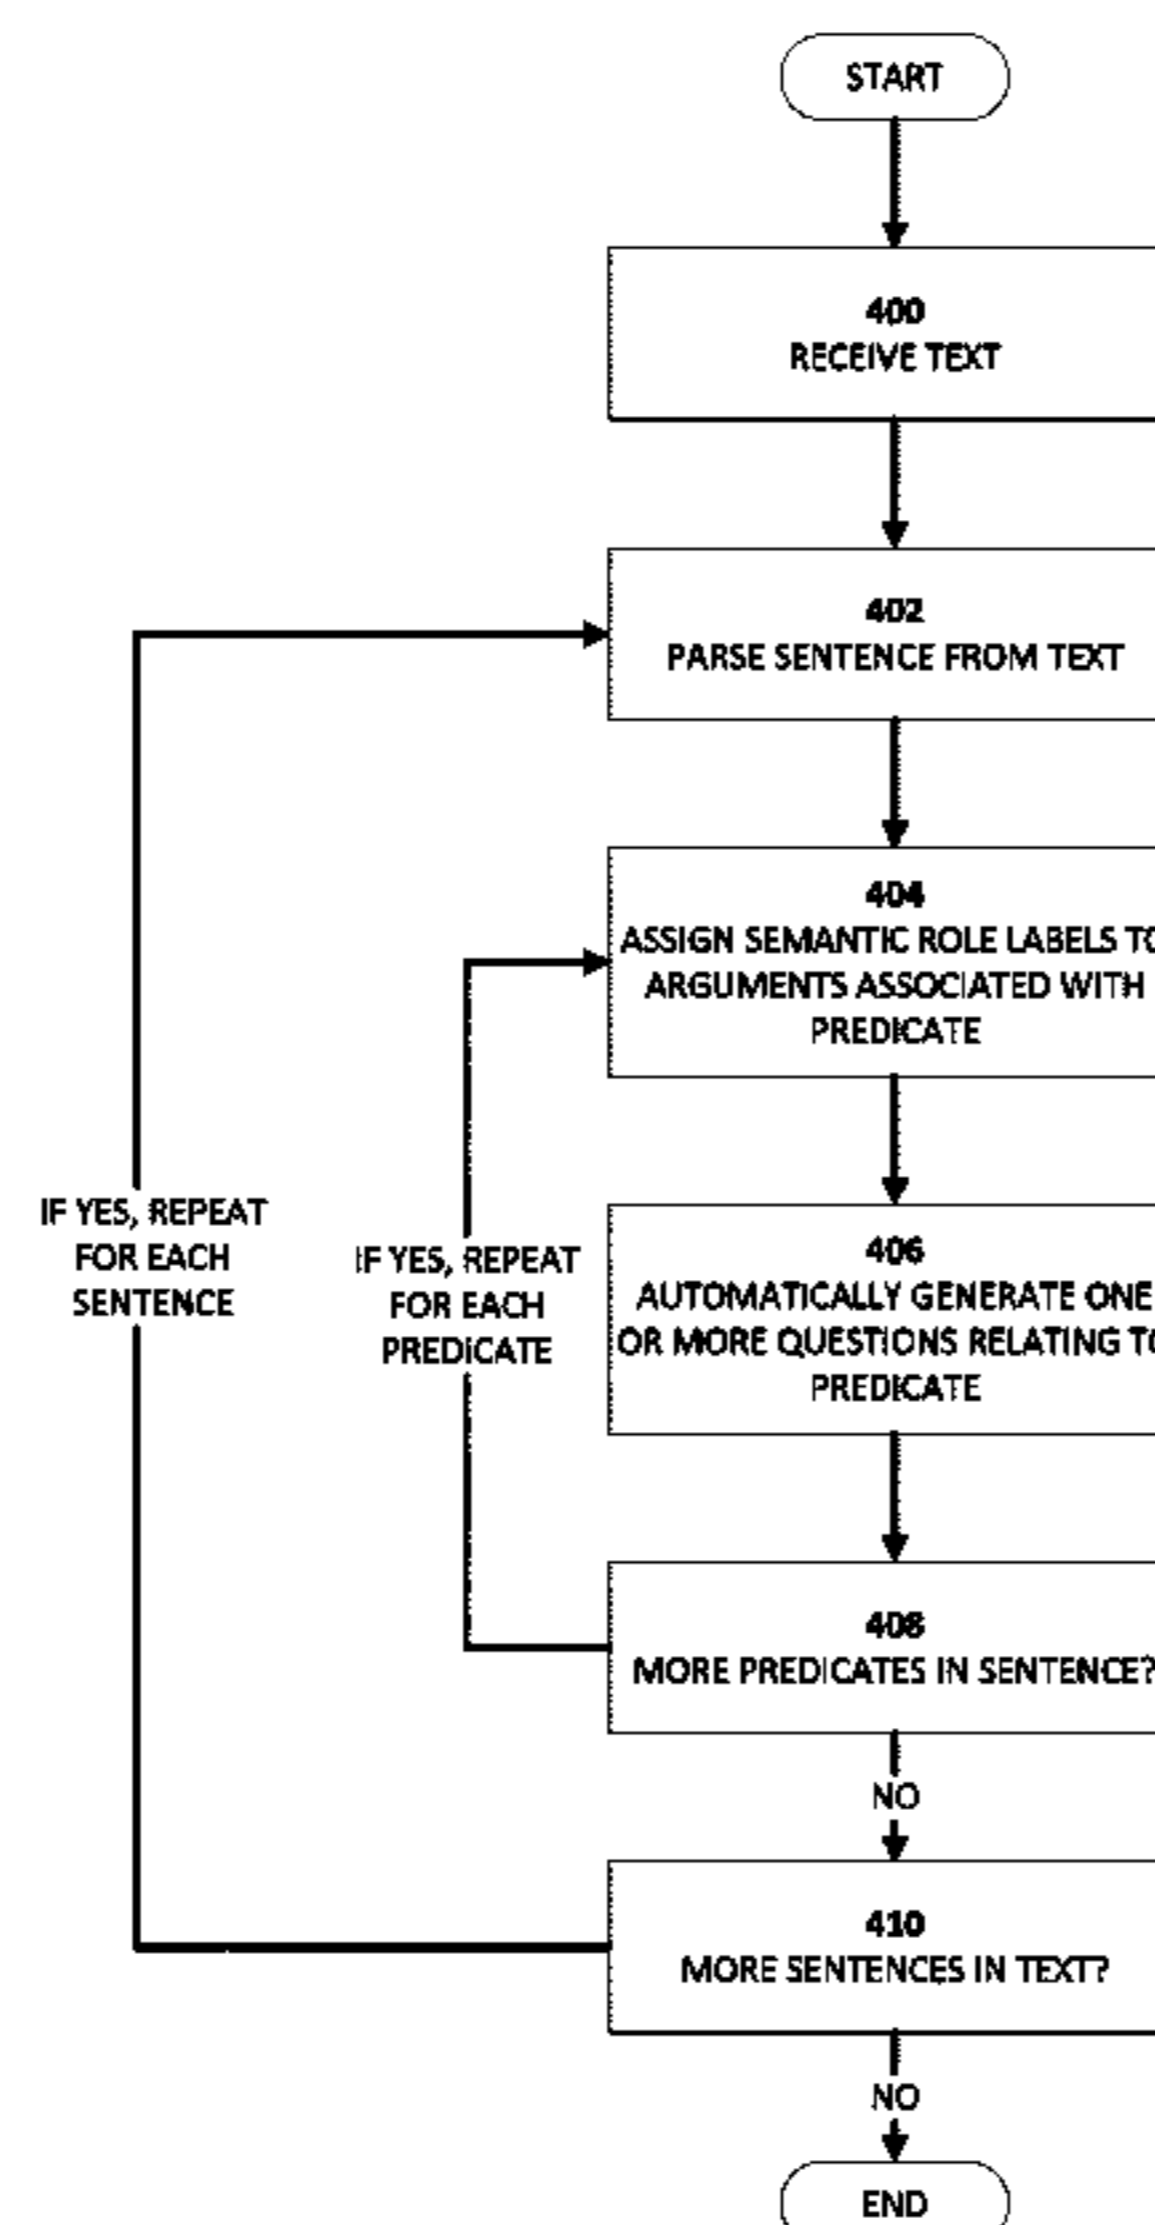 START
400
RECEIVE TEXT
402
PARSE SENTENCE FROM TEXT
404
ASSIGN SEMANTIC ROLE LABELS TO
ARGUMENTS ASSOCIATED WITH
PREDICATE
IF YES, REPEAT
FOR EACH
SENTENCE
IF YES, REPEAT
FOR EACH
PREDICATE
406
AUTOMATICALLY GENERATE ONE
OR MORE QUESTIONS RELATING TO
PREDICATE
408
MORE PREDICATES IN SENTENCE?
NO
410
MORE SENTENCES IN TEXT?
NO
END